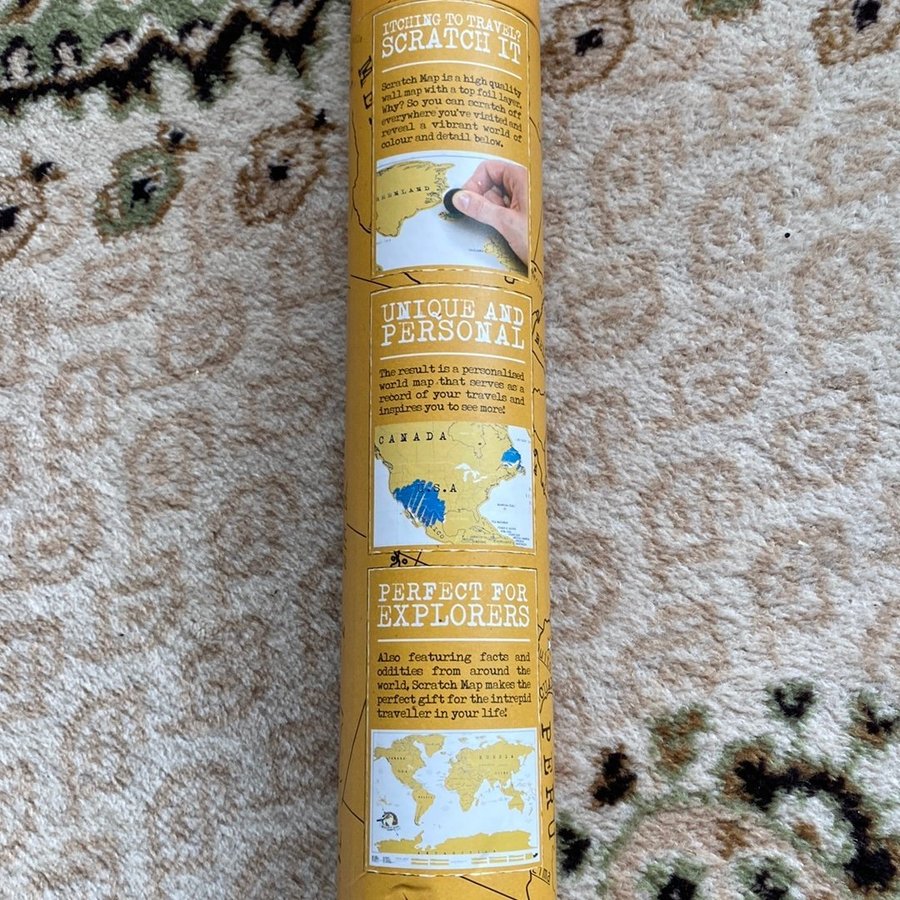 ITCHING TO TRAVEL?
SCRATCH IT
Scratch Map is a high quality
wall map with a top foil layer.
Why? So you can scratch off
everywhere you've visited and
reveal a vibrant world of
colour and detail below.
UNIQUE AND
PERSONAL
The result is a personalised
world map that serves as a
record of your travels and
inspires you to see more!
CANADA
U.S.A
PERFECT FOR
EXPLORERS
Also featuring facts and
oddities from around the
world, Scratch Map makes the
perfect gift for the intrepid
traveller in your life!
RUSSIA
PERU